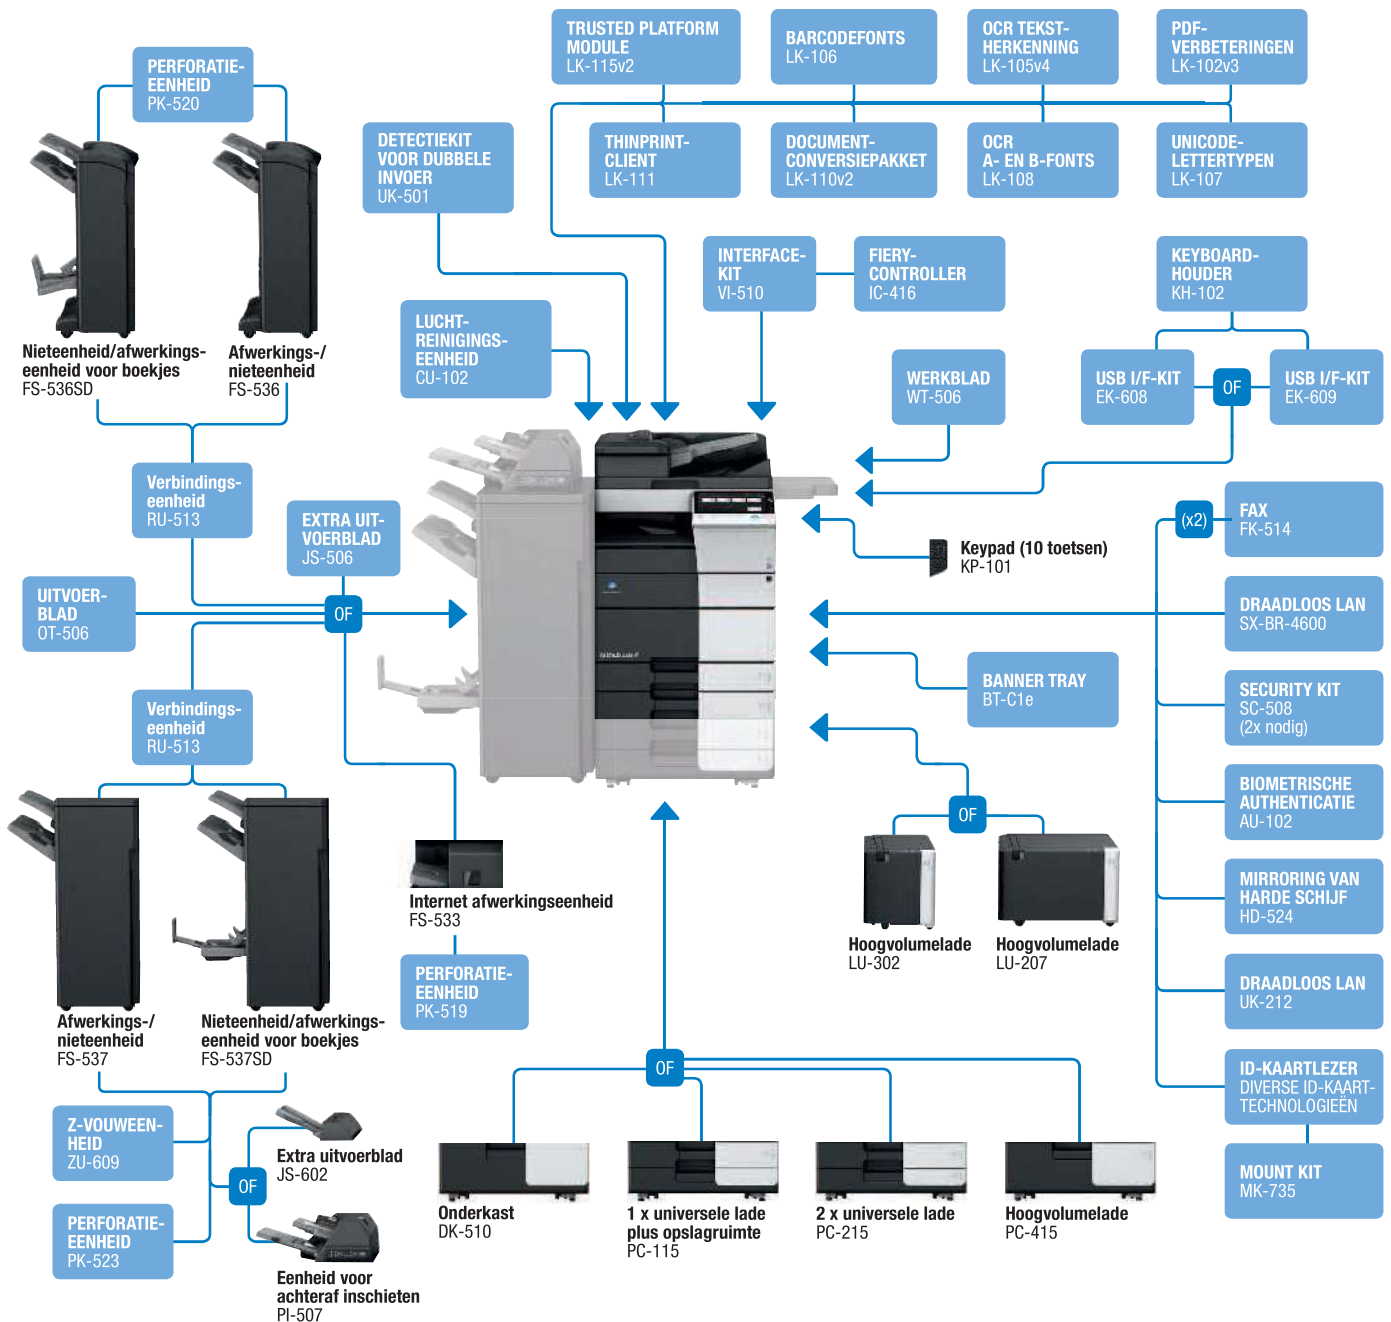 TRUSTED PLATFORM
MODULE
LK-115v2
BARCODEFONTS
LK-106
OCR TEKST-
HERKENNING
LK-105v4
PDF-
VERBETERINGEN
LK-102v3
PERFORATIE-
EENHEID
PK-520
DETECTIEKIT
VOOR DUBBELE
INVOER
UK-501
THINPRINT-
CLIENT
LK-111
DOCUMENT-
CONVERSIEPAKKET
LK-110v2
OCR
A- EN B-FONTS
LK-108
UNICODE-
LETTERTYPEN
LK-107
INTERFACE-
KIT
VI-510
FIERY-
CONTROLLER
IC-416
KEYBOARD-
HOUDER
KH-102
LUCHT-
REINIGINGS-
EENHEID
CU-102
Nieteenheid/afwerkings-
eenheid voor boekjes
FS-536SD
Afwerkings-/
nieteenheid
FS-536
WERKBLAD
WT-506
USB I/F-KIT
EK-608
OF
USB I/F-KIT
EK-609
Verbindings-
eenheid
RU-513
EXTRA UIT-
VOERBLAD
JS-506
(x2)
FAX
FK-514
Keypad (10 toetsen)
KP-101
UITVOER-
BLAD
OT-506
OF
DRAADLOOS LAN
SX-BR-4600
BANNER TRAY
BT-C1e
SECURITY KIT
SC-508
(2x nodig)
Verbindings-
eenheid
RU-513
BIOMETRISCHE
AUTHENTICATIE
AU-102
OF
MIRRORING VAN
HARDE SCHIJF
HD-524
Internet afwerkingseenheid
FS-533
Hoogvolumelade
LU-302
Hoogvolumelade
LU-207
PERFORATIE-
EENHEID
PK-519
DRAADLOOS LAN
UK-212
Afwerkings-/
nieteenheid
FS-537
Nieteenheid/afwerkings-
eenheid voor boekjes
FS-537SD
OF
ID-KAARTLEZER
DIVERSE ID-KAART-
TECHNOLOGIEËN
Z-VOUWEEN-
HEID
ZU-609
Extra uitvoerblad
JS-602
OF
MOUNT KIT
MK-735
PERFORATIE-
EENHEID
PK-523
Onderkast
DK-510
1 x universele lade
plus opslagruimte
PC-115
2 x universele lade
PC-215
Hoogvolumelade
PC-415
Eenheid voor
achteraf inschieten
PI-507